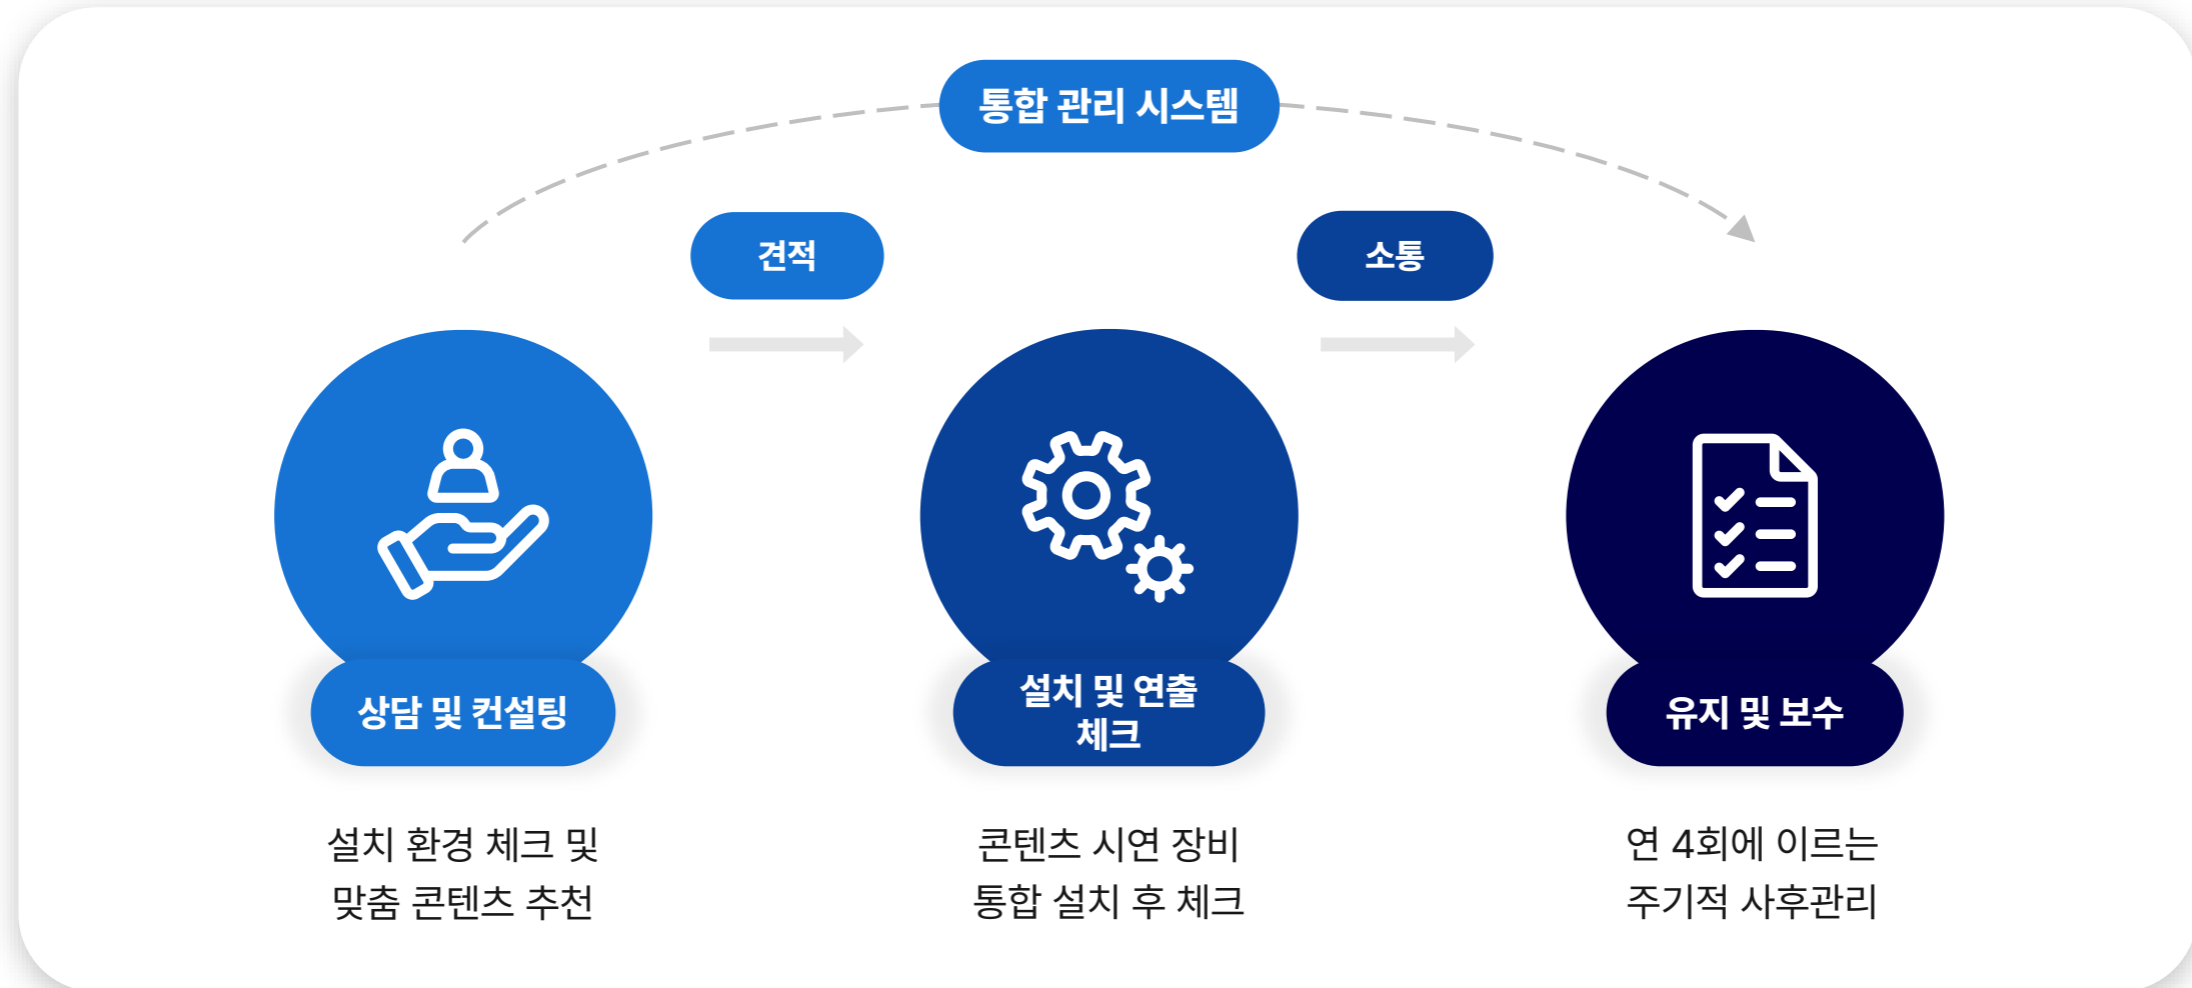 통합 관리 시스템
견적
소통
상담 및 컨설팅
설치 및 연출
체크
유지 및 보수
설치 환경 체크 및
맞춤 콘텐츠 추천
콘텐츠 시연 장비
통합 설치 후 체크
연 4회에 이르는
주기적 사후관리